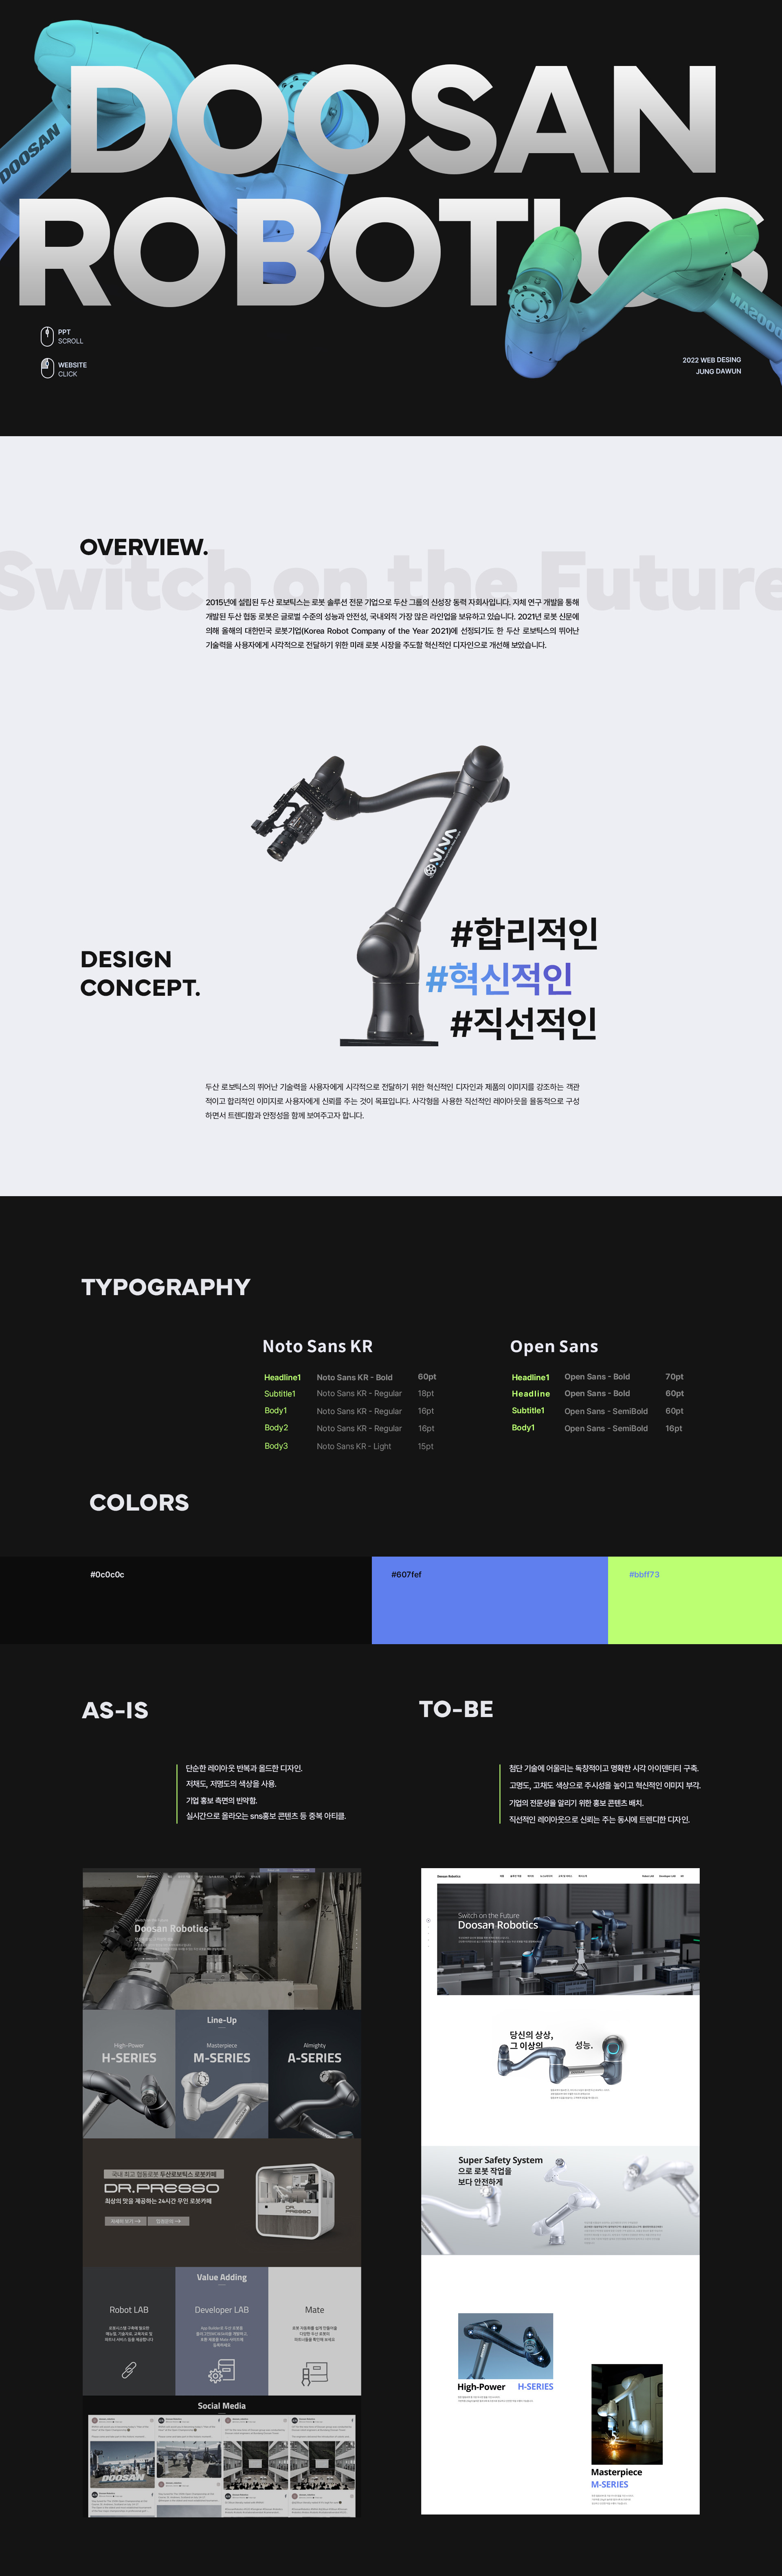 DOOSAN
DOOSAN
ROBOTICS
DOOSAN
PPT
SCROLL
WEBSITE
CLICK
2022 WEB DESING
JUNG DAWUN
OVERVIEW.
Switch on the Future
2015년에 설립된 두산 로보틱스는 로봇 솔루션 전문 기업으로 두산 그룹의 신성장 동력 자회사입니다. 자체 연구 개발을 통해
개발된 두산 협동 로봇은 글로벌 수준의 성능과 안전성, 국내외적 가장 많은 라인업을 보유하고 있습니다. 2021년 로봇 신문에
의해 올해의 대한민국 로봇기업(Korea Robot Company of the Year 2021)에 선정되기도 한 두산 로보틱스의 뛰어난
기술력을 사용자에게 시각적으로 전달하기 위한 미래 로봇 시장을 주도할 혁신적인 디자인으로 개선해 보았습니다.
VIVA
DESIGN
CONCEPT.
#합리적인
#혁신적인
#직선적인
두산 로보틱스의 뛰어난 기술력을 사용자에게 시각적으로 전달하기 위한 혁신적인 디자인과 제품의 이미지를 강조하는 객관
적이고 합리적인 이미지로 사용자에게 신뢰를 주는 것이 목표입니다. 사각형을 사용한 직선적인 레이아웃을 율동적으로 구성
하면서 트렌디함과 안정성을 함께 보여주고자 합니다.
TYPOGRAPHY
Noto Sans KR
Headline1 Noto Sans KR - Bold 60pt
Subtitle1 Noto Sans KR - Regular 18pt
Body1 Noto Sans KR - Regular 16pt
Body2 Noto Sans KR - Regular 16pt
Body3 Noto Sans KR - Light 15pt
Open Sans
Headline1 Open Sans - Bold 70pt
Headline Open Sans - Bold 60pt
Subtitle1 Open Sans - SemiBold 60pt
Body1 Open Sans - SemiBold 16pt
COLORS
#0c0c0c
#607fef
#bbff73
AS-IS
단순한 레이아웃 반복과 올드한 디자인.
저채도, 저명도의 색상을 사용.
기업 홍보 측면의 빈약함.
실시간으로 올라오는 sns홍보 콘텐츠 등 중복 아티클.
TO-BE
첨단 기술에 어울리는 독창적이고 명확한 시각 아이덴티티 구축.
고명도, 고채도 색상으로 주시성을 높이고 혁신적인 이미지 부각.
기업의 전문성을 알리기 위한 홍보 콘텐츠 배치.
직선적인 레이아웃으로 신뢰를 주는 동시에 트렌디한 디자인.
Doosan Robotics
Line-Up
High-Power
H-SERIES
Masterpiece
M-SERIES
Almighty
A-SERIES
국내 최고 협동로봇 두산로보틱스 로봇카페
DR.PRESSO
최상의 맛을 제공하는 24시간 무인 로봇카페
DR.
PRESSO
Value Adding
Robot LAB
Developer LAB
Mate
Social Media
DOOSAN
Doosan Robotics
Switch on the Future
Doosan Robotics
당신의 상상,
그 이상의
성능.
Super Safety System
으로 로봇 작업을
보다 안전하게
High-Power H-SERIES
Masterpiece
M-SERIES